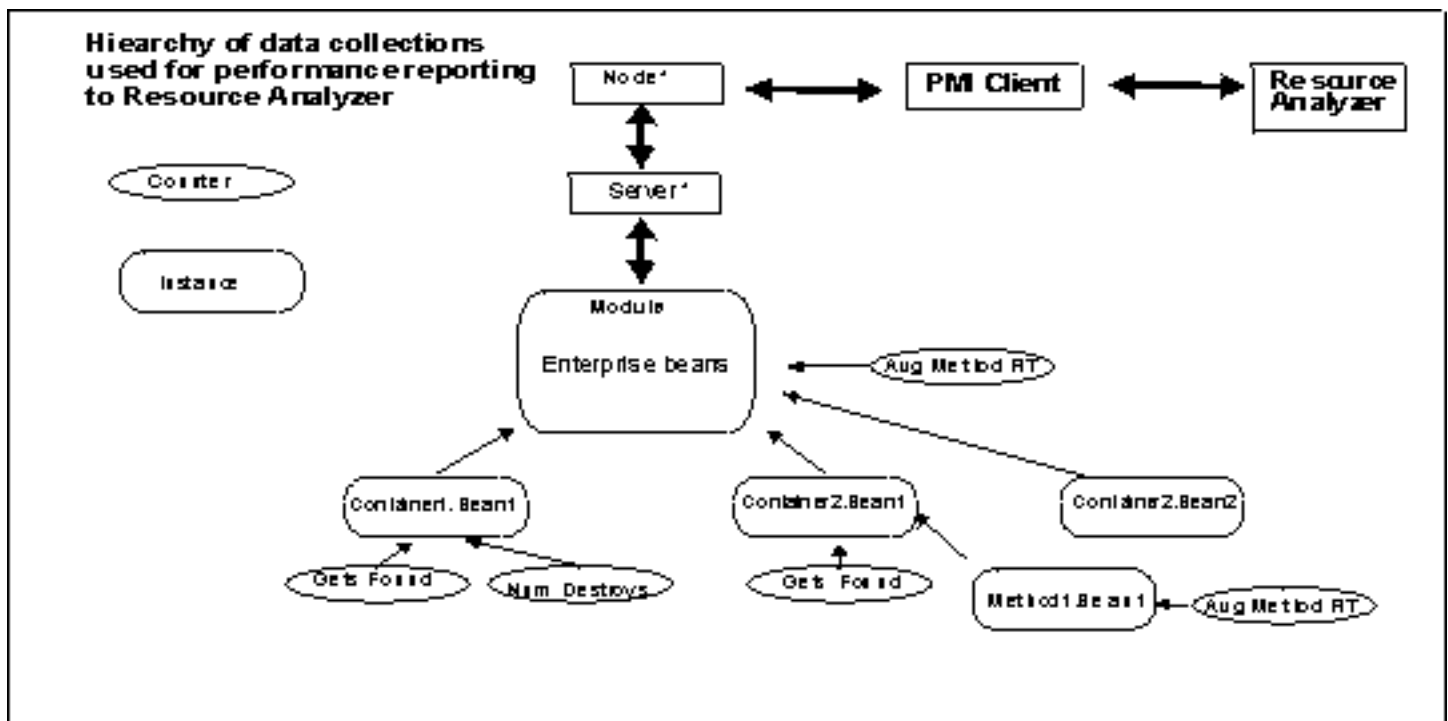 Hiearchy of data collections
used for performance reporting
to Resource Analyzer
Node*
PMI Client
Resource
Analyzer
Counter
Server*
Instance
Module
Enterprise beans
Aug Method RT
Container1.Bean1
Container2.Bean1
Container2.Bean2
Gets Found
Num Destroys
Gets Found
Method1.Bean1
Aug Method RT